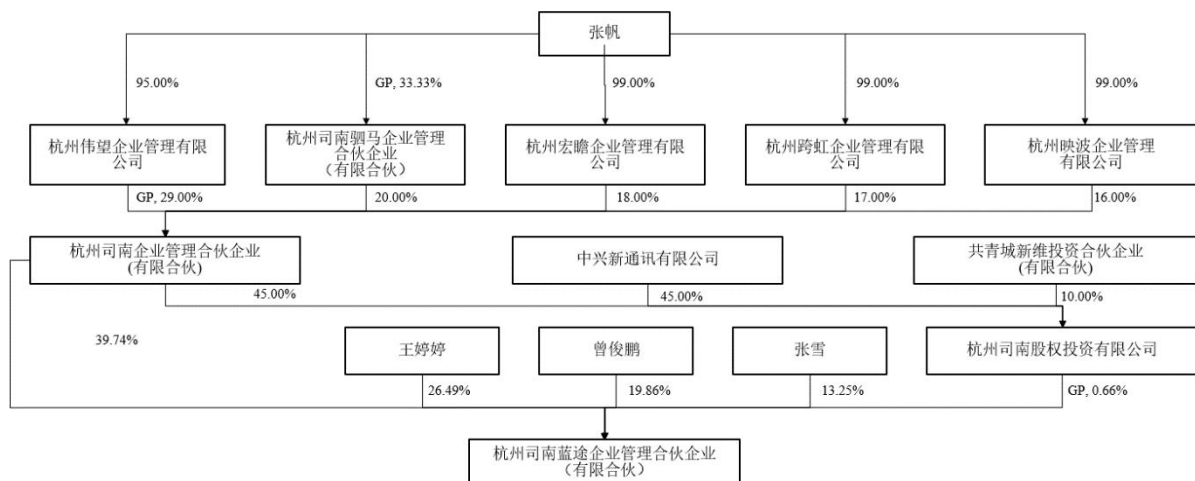 张帆
95.00%
GP, 33.33%
99.00%
99.00%
99.00%
杭州伟望企业管理有限
公司
杭州司南驷马企业管理
合伙企业
（有限合伙）
杭州宏瞻企业管理有限
公司
杭州跨虹企业管理有限
公司
杭州映波企业管理
有限公司
GP, 29.00%
20.00%
18.00%
17.00%
16.00%
杭州司南企业管理合伙企业
(有限合伙)
中兴新通讯有限公司
共青城新维投资合伙企业
(有限合伙)
45.00%
45.00%
10.00%
39.74%
王婷婷
曾俊鹏
张雪
杭州司南股权投资有限公司
26.49%
19.86%
13.25%
GP, 0.66%
杭州司南蓝途企业管理合伙企业
（有限合伙）